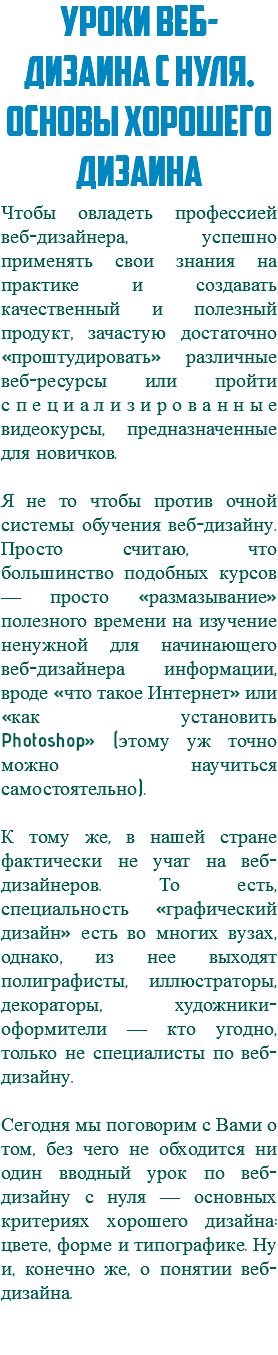 УРОКИ ВЕБ-
ДИЗАИНА С НУЛЯ.
ОСНОВЫ ХОРОШЕГО
ДИЗАИНА
Чтобы овладеть профессией
веб-дизайнера, успешно
применять свои знания на
практике и создавать
качественный и полезный
продукт, зачастую достаточно
«проштудировать» различные
веб-ресурсы или пройти
специализированные
видеокурсы, предназначенные
для новичков.
Я не то чтобы против очной
системы обучения веб-дизайну.
Просто считаю, что
большинство подобных курсов
— просто «размазывание»
полезного времени на изучение
ненужной для начинающего
веб-дизайнера информации,
вроде «что такое Интернет» или
«как установить
Photoshop» (этому уж точно
можно научиться
самостоятельно).
К тому же, в нашей стране
фактически не учат на веб-
дизайнеров. То есть,
специальность «графический
дизайн» есть во многих вузах,
однако, из нее выходят
полиграфисты, иллюстраторы,
декораторы, художники-
оформители — кто угодно,
только не специалисты по веб-
дизайну.
Сегодня мы поговорим с Вами о
том, без чего не обходится ни
один вводный урок по веб-
дизайну с нуля — основных
критериях хорошего дизайна:
цвете, форме и типографике. Ну
и, конечно же, о понятии веб-
дизайна.